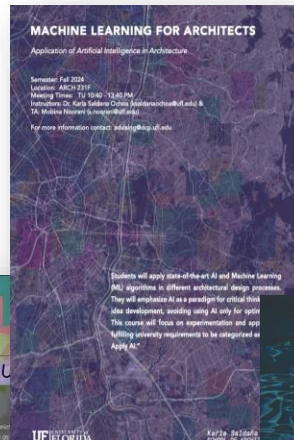 MACHINE LEARNING FOR ARCHITECTS
Application of Artificial Intelligence in Architecture
Semester: Fall 2024
Location: ARCH 231F
Meeting Times: TU 10:40 - 13:40 PM
Instructors: Dr. Karla Saldana Ochoa (ksaldanaochoa@ufl.edu) &
TA: Mobina Noorani
For more information contact: advising@dcp.ufl.edu
Students will apply state-of-the-art AI and Machine Learning
(ML) algorithms in different architectural design processes.
They will emphasize AI as a paradigm for critical think
idea development, avoiding using AI only for optim
This course will focus on experimentation and app
fulfilling university requirements to be categorized as
Apply AI."
UF UNIVERSITY of FLORIDA
Karla Saldaña